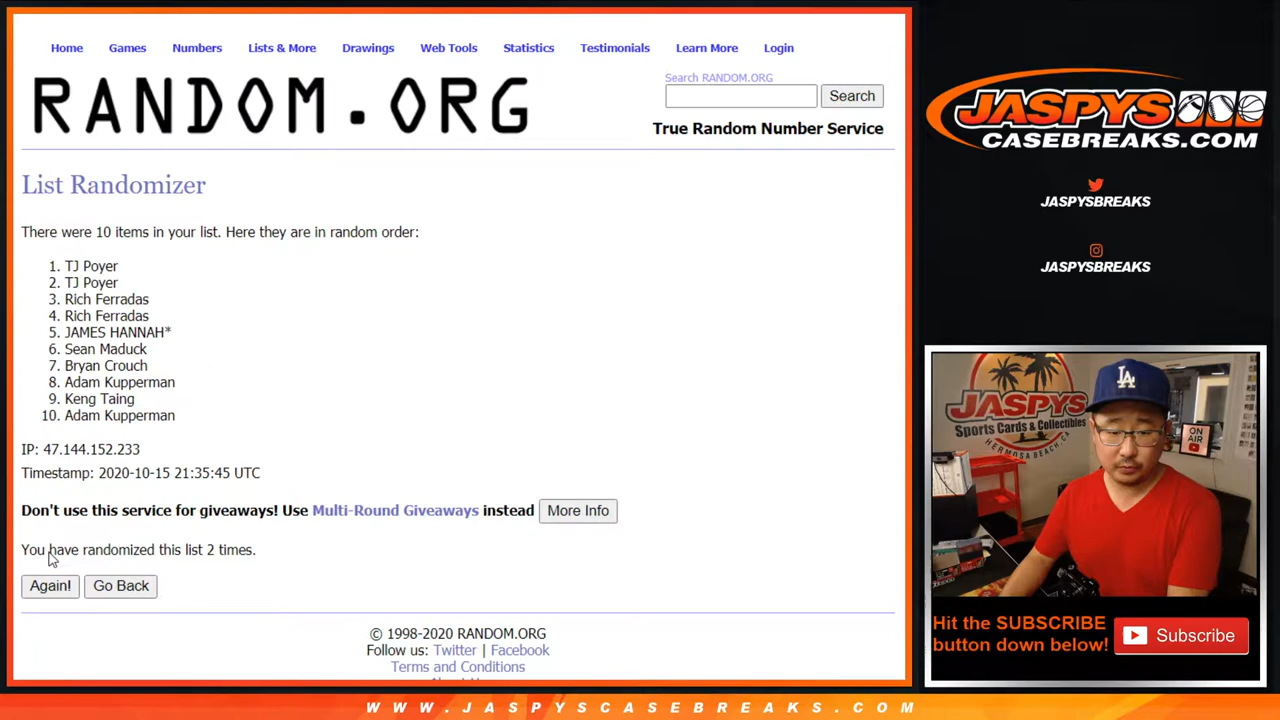 Home Games Numbers Lists & More Drawings Web Tools Statistics Testimonials Learn More Login
RANDOM.ORG
Search RANDOM.ORG
Search
True Random Number Service
List Randomizer
There were 10 items in your list. Here they are in random order:
1. TJ Poyer
2. TJ Poyer
3. Rich Ferradas
4. Rich Ferradas
5. JAMES HANNAH*
6. Sean Maduck
7. Bryan Crouch
8. Adam Kupperman
9. Keng Taing
10. Adam Kupperman
IP: 47.144.152.233
Timestamp: 2020-10-15 21:35:45 UTC
Don't use this service for giveaways! Use Multi-Round Giveaways instead More Info
You have randomized this list 2 times.
Again! Go Back
© 1998-2020 RANDOM.ORG
Follow us: Twitter | Facebook
Terms and Conditions
JASPYS
CASEBREAKS.COM
JASPYSBREAKS
JASPYSBREAKS
JASPYS
Sports Cards & Collectibles
HERMOSA BEACH, CA
LA
ON
AIR
Hit the SUBSCRIBE
button down below!
Subscribe
WWW.JASPYSCASEBREAKS.COM